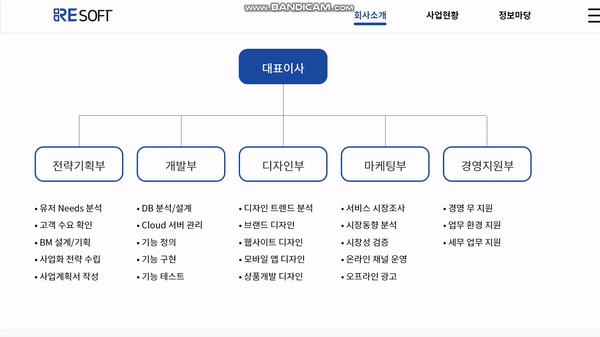 www.BANDICAM.com
RESOFT
회사소개
사업현황
정보마당
대표이사
전략기획부
개발부
디자인부
마케팅부
경영지원부
• 유저 Needs 분석
• 고객 수요 확인
• BM 설계/기획
• 사업화 전략 수립
• 사업계획서 작성
• DB 분석/설계
• Cloud 서버 관리
• 기능 정의
• 기능 구현
• 기능 테스트
• 디자인 트렌드 분석
• 브랜드 디자인
• 웹사이트 디자인
• 모바일 앱 디자인
• 상품개발 디자인
• 서비스 시장조사
• 시장동향 분석
• 시장성 검증
• 온라인 채널 운영
• 오프라인 광고
• 경영 무 지원
• 업무 환경 지원
• 세무 업무 지원